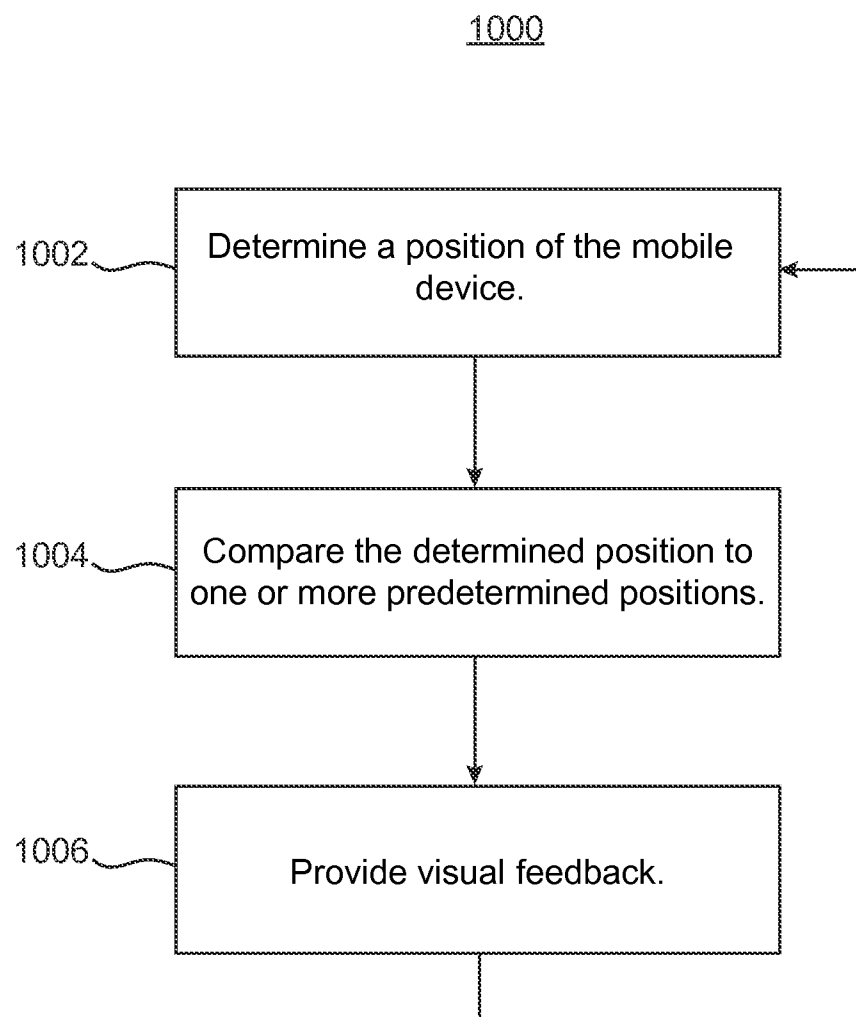 1000
1002
Determine a position of the mobile
device.
1004
Compare the determined position to
one or more predetermined positions.
1006
Provide visual feedback.